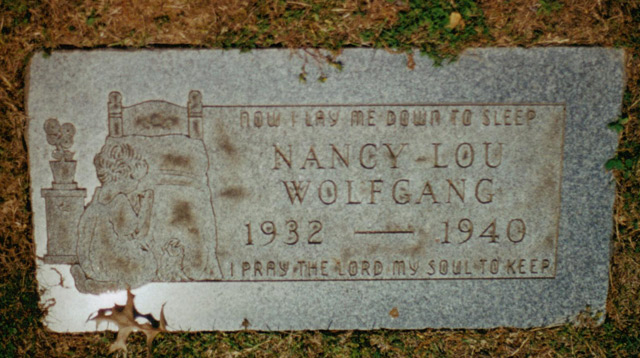 NOW I LAY ME DOWN TO SLEEP
NANCY LOU
WOLFGANG
1932 — 1940
I PRAY THE LORD MY SOUL TO KEEP